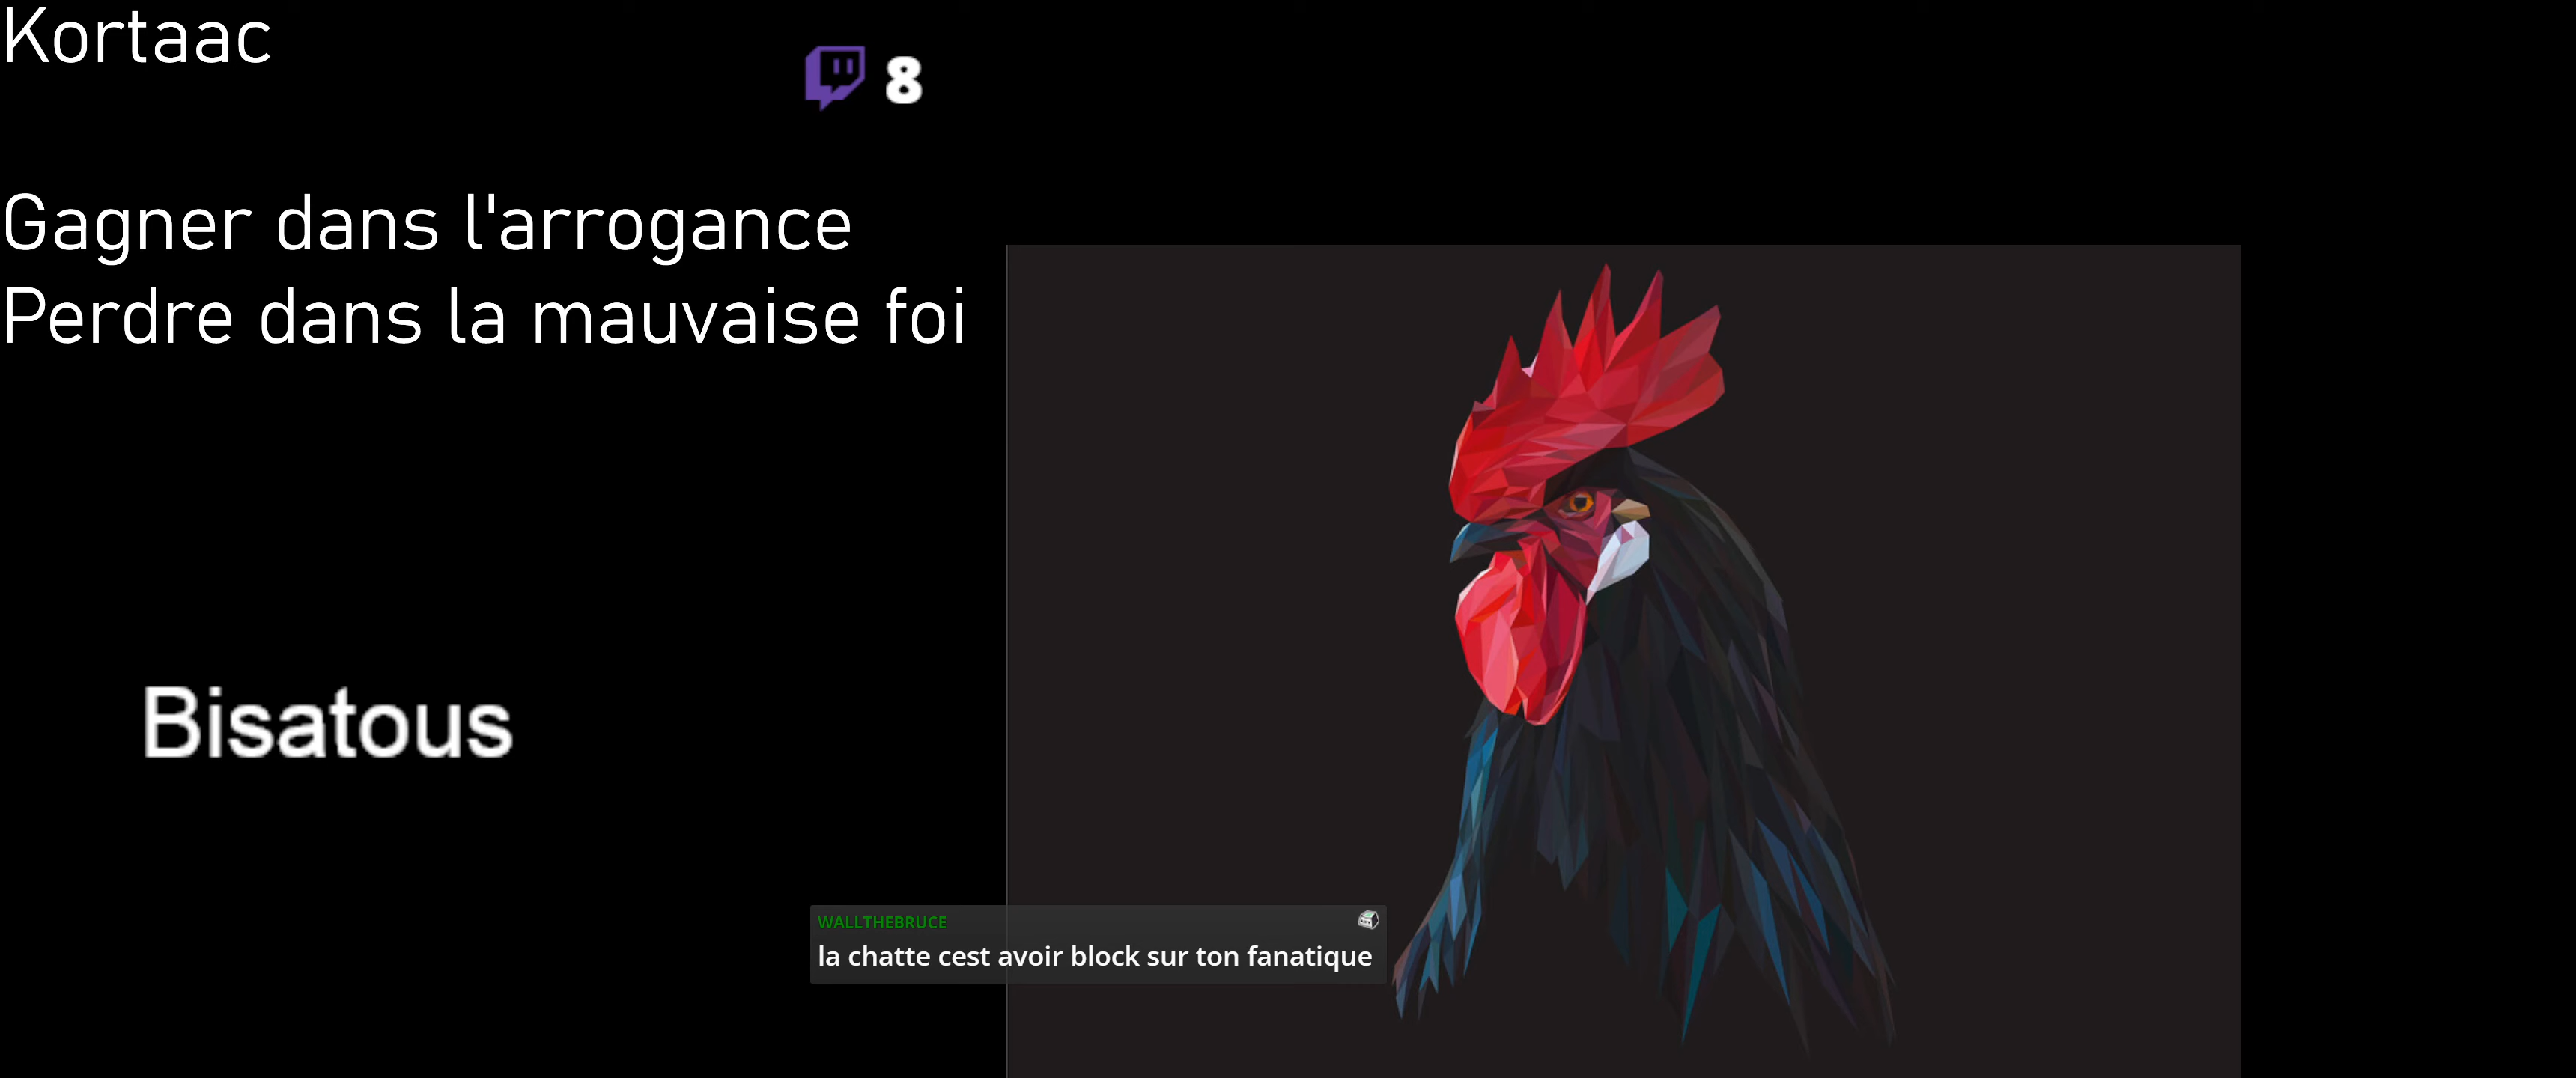 Kortaac
8
Gagner dans l'arrogance
Perdre dans la mauvaise foi
Bisatous
WALLTHEBRUCE
la chatte cest avoir block sur ton fanatique